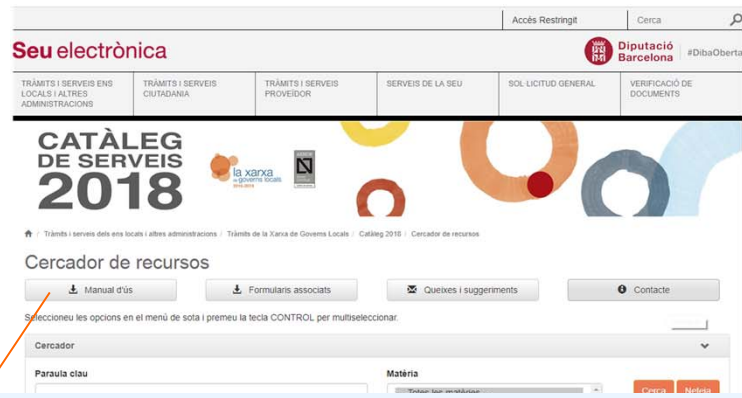 Accés Restringit
Cerca
Seu electrònica
Diputació
Barcelona
#DibaOberta
TRÀMITS I SERVEIS ENS
LOCALS I ALTRES
ADMINISTRACIONS
TRÀMITS I SERVEIS
CIUTADANIA
TRÀMITS I SERVEIS
PROVEÏDOR
SERVEIS DE LA SEU
SOL·LICITUD GENERAL
VERIFICACIÓ DE
DOCUMENTS
CATÀLEG
DE SERVEIS
2018
la xarxa
de governs locals
N
/ Tràmits i serveis dels ens locals i altres administracions / Tràmits de la Xarxa de Governs Locals / Catàleg 2018 / Cercador de recursos
Cercador de recursos
Manual d'ús
Formularis associats
Queixes i suggeriments
Contacte
Seleccioneu les opcions en el menú de sota i premeu la tecla CONTROL per multiseleccionar.
Cercador
Paraula clau
Matèria
Totes les matèries
Cerca
Neteja